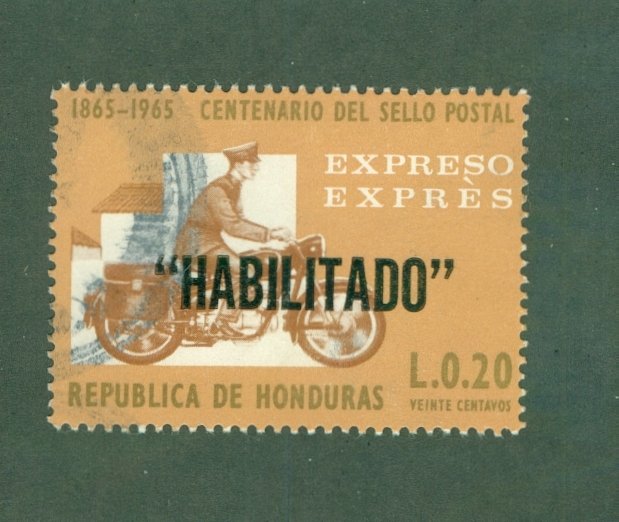 1865-1965 CENTENARIO DEL SELLO POSTAL
EXPRESO
EXPRÈS
"HABILITADO"
L.0.20
REPUBLICA DE HONDURAS
VEINTE CENTAVOS